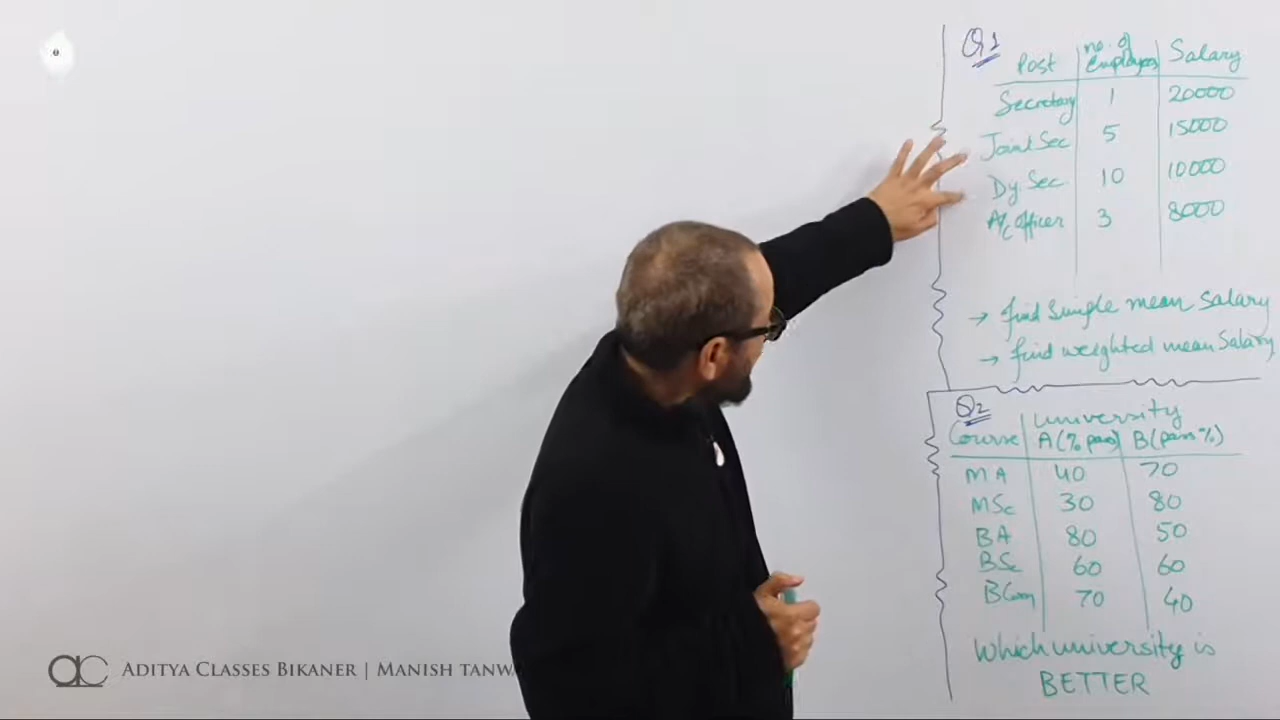 Q1
Post no. of Employees Salary
Secretary 1 20000
Joint Sec 5 15000
Dy. Sec 10 10000
A/c officer 3 8000
→ find Simple mean Salary
→ find weighted mean Salary
Q2
University
Course A(% pass) B(pass %)
MA 40 70
MSc 30 80
BA 80 50
BSc 60 60
BCom 70 40
Which university is
BETTER
ac ADITYA CLASSES BIKANER | MANISH TANW